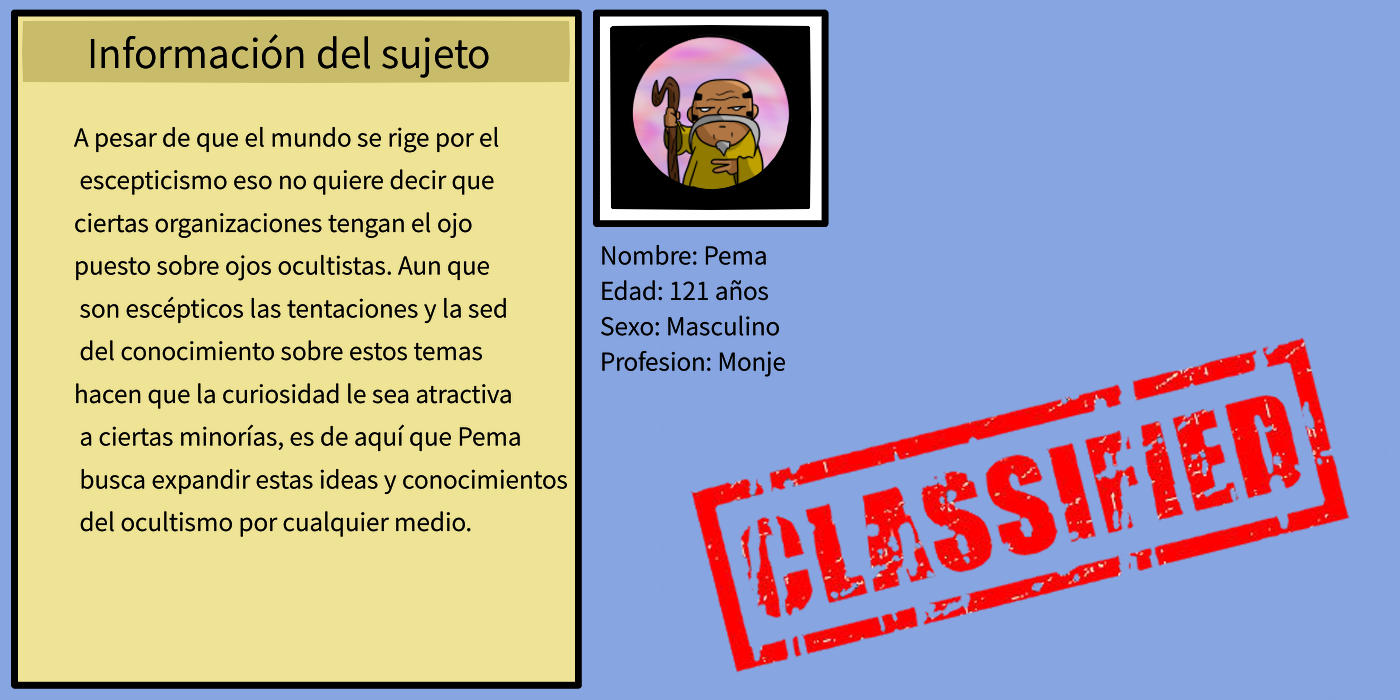 Información del sujeto
A pesar de que el mundo se rige por el
escepticismo eso no quiere decir que
ciertas organizaciones tengan el ojo
puesto sobre ojos ocultistas. Aun que
son escépticos las tentaciones y la sed
del conocimiento sobre estos temas
hacen que la curiosidad le sea atractiva
a ciertas minorías, es de aquí que Pema
busca expandir estas ideas y conocimientos
del ocultismo por cualquier medio.
Nombre: Pema
Edad: 121 años
Sexo: Masculino
Profesion: Monje
CLASSIFIED